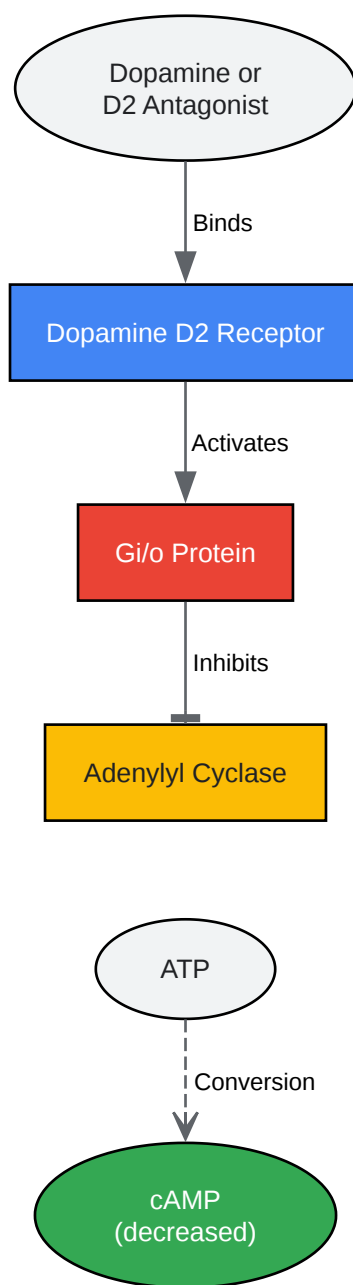 Dopamine or
D2 Antagonist
Binds
Dopamine D2 Receptor
Activates
Gi/o Protein
Inhibits
Adenylyl Cyclase
ATP
Conversion
cAMP
(decreased)